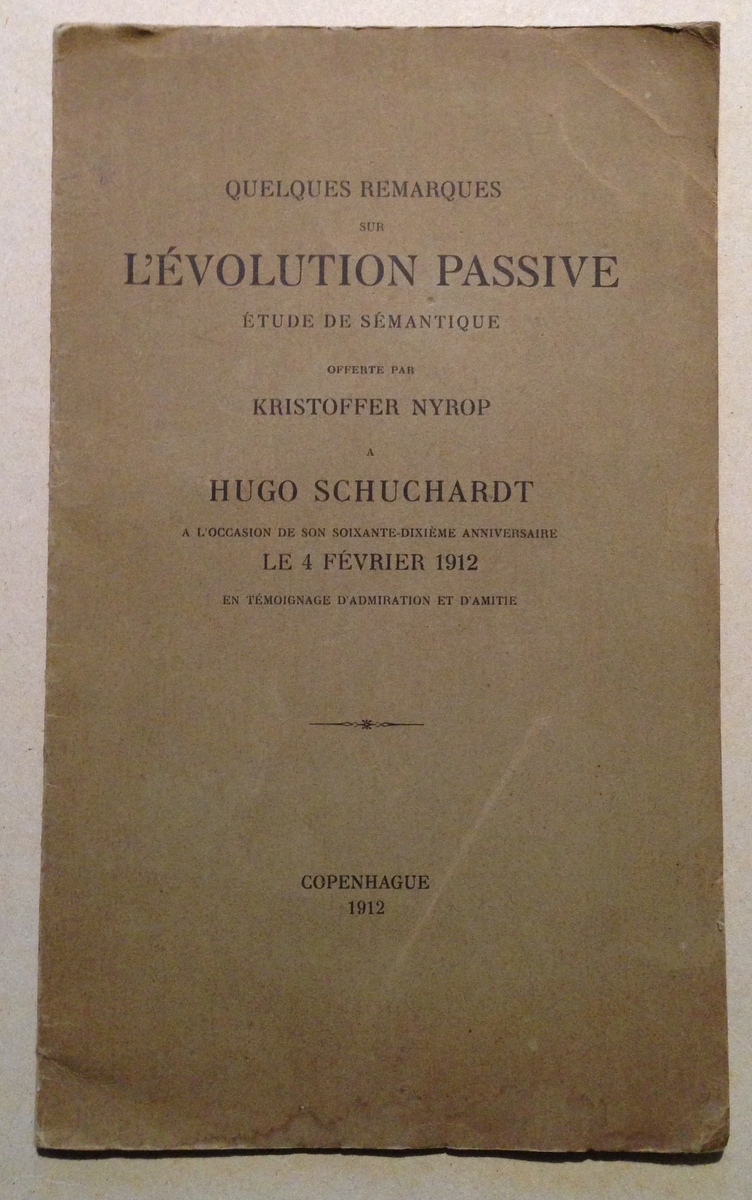 QUELQUES REMARQUES
SUR
L'ÉVOLUTION PASSIVE
ÉTUDE DE SÉMANTIQUE
OFFERTE PAR
KRISTOFFER NYROP
A
HUGO SCHUCHARDT
A L'OCCASION DE SON SOIXANTE-DIXIÈME ANNIVERSAIRE
LE 4 FÉVRIER 1912
EN TÉMOIGNAGE D'ADMIRATION ET D'AMITIE
COPENHAGUE
1912